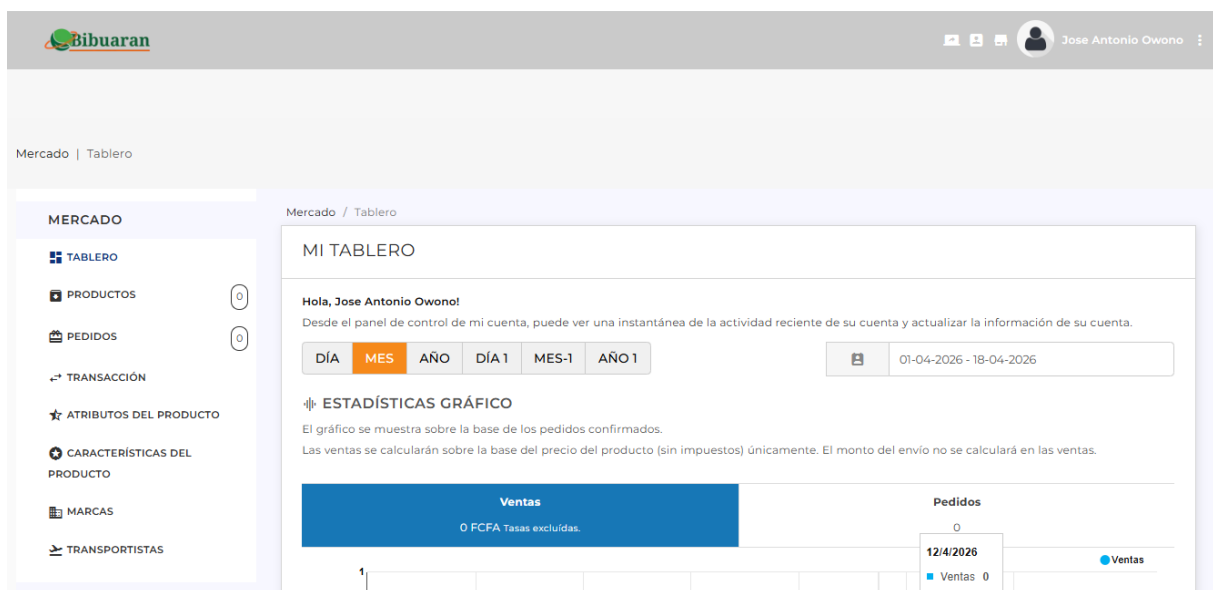 Bibuaran
Jose Antonio Owono
Mercado | Tablero
MERCADO
TABLERO
PRODUCTOS 0
PEDIDOS 0
TRANSACCIÓN
ATRIBUTOS DEL PRODUCTO
CARACTERÍSTICAS DEL
PRODUCTO
MARCAS
TRANSPORTISTAS
Mercado / Tablero
MI TABLERO
Hola, Jose Antonio Owono!
Desde el panel de control de mi cuenta, puede ver una instantánea de la actividad reciente de su cuenta y actualizar la información de su cuenta.
DÍA MES AÑO DÍA 1 MES-1 AÑO 1
01-04-2026 - 18-04-2026
ESTADÍSTICAS GRÁFICO
El gráfico se muestra sobre la base de los pedidos confirmados.
Las ventas se calcularán sobre la base del precio del producto (sin impuestos) únicamente. El monto del envío no se calculará en las ventas.
Ventas
0 FCFA Tasas excluídas.
Pedidos
0
12/4/2026
Ventas 0
Ventas
1